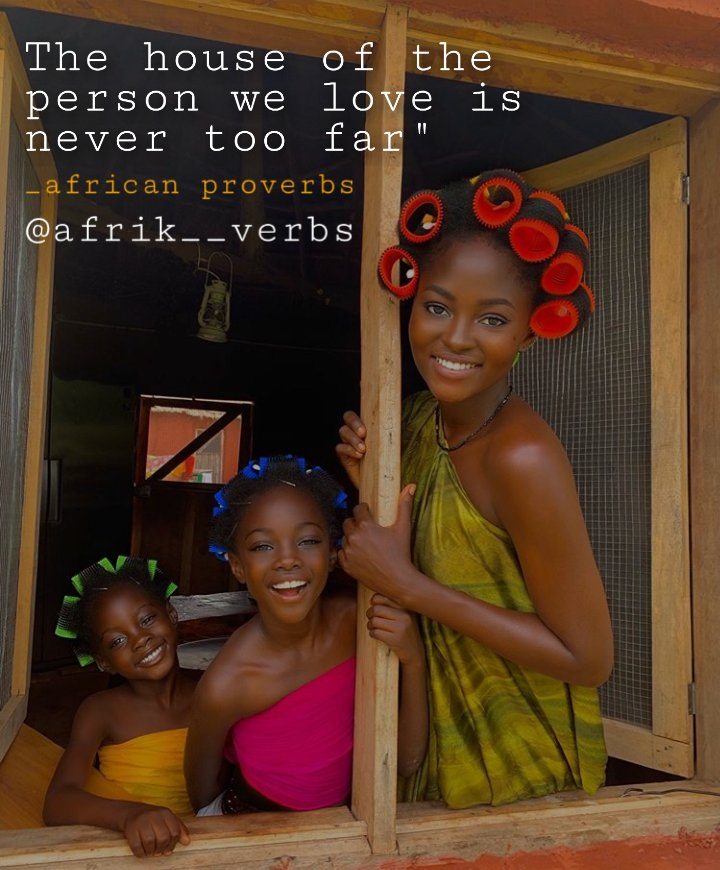 The house of the
person we love is
never too far"
_african proverbs
@afrik__verbs